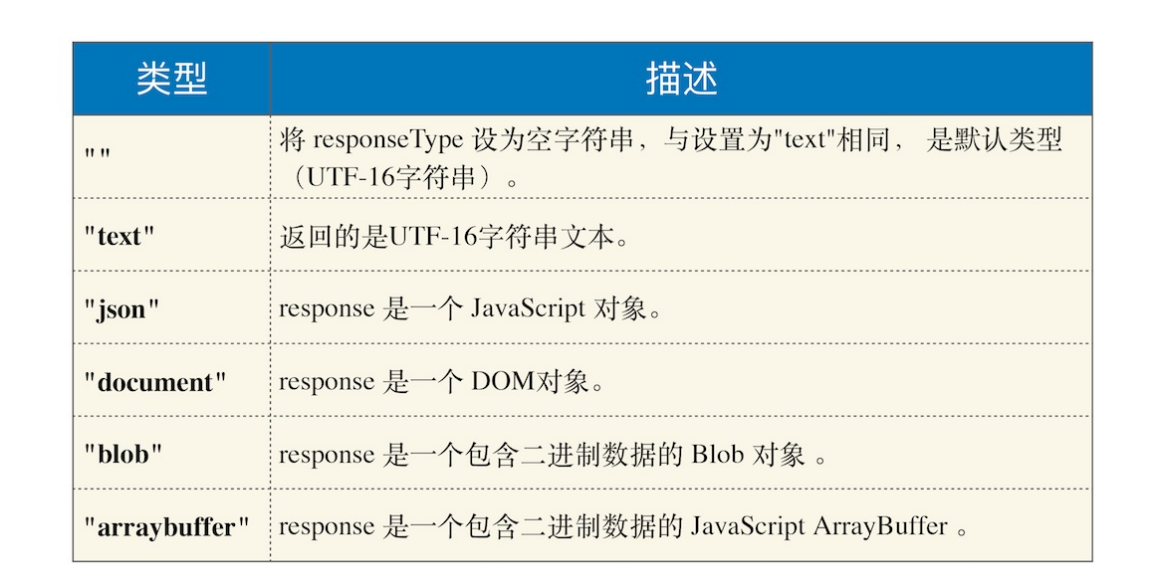 类型 描述
"" 将 responseType 设为空字符串，与设置为"text"相同， 是默认类型
（UTF-16字符串）。
"text" 返回的是UTF-16字符串文本。
"json" response 是一个 JavaScript 对象。
"document" response 是一个 DOM对象。
"blob" response 是一个包含二进制数据的 Blob 对象 。
"arraybuffer" response 是一个包含二进制数据的 JavaScript ArrayBuffer 。